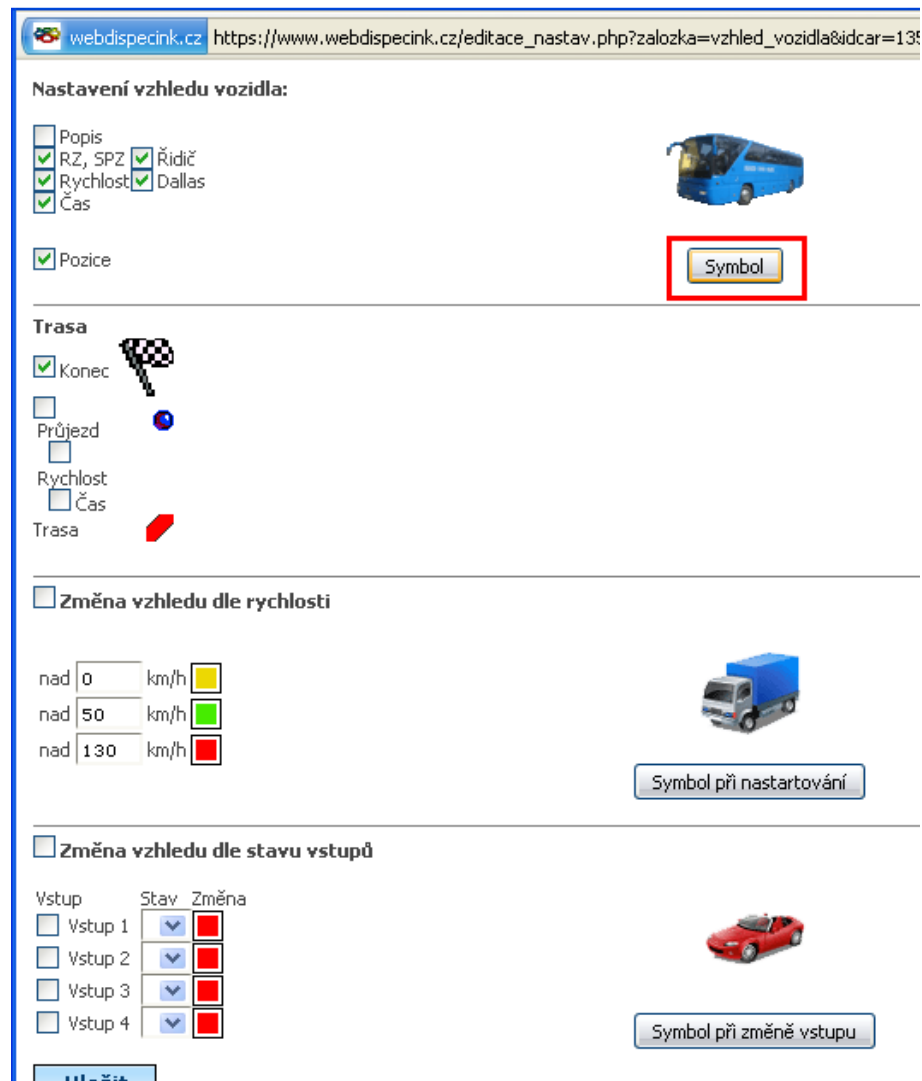 webdispecink.cz https://www.webdispecink.cz/editace_nastav.php?zalozka=vzhled_vozidla&idcar=135
Nastavení vzhledu vozidla:
Popis
RZ, SPZ Řidič
Rychlost Dallas
Čas
Pozice
Symbol
Trasa
Konec
Průjezd
Rychlost
Čas
Trasa
Změna vzhledu dle rychlosti
nad 0 km/h
nad 50 km/h
nad 130 km/h
Symbol při nastartování
Změna vzhledu dle stavu vstupů
Vstup Stav Změna
Vstup 1
Vstup 2
Vstup 3
Vstup 4
Symbol při změně vstupu
Uložit